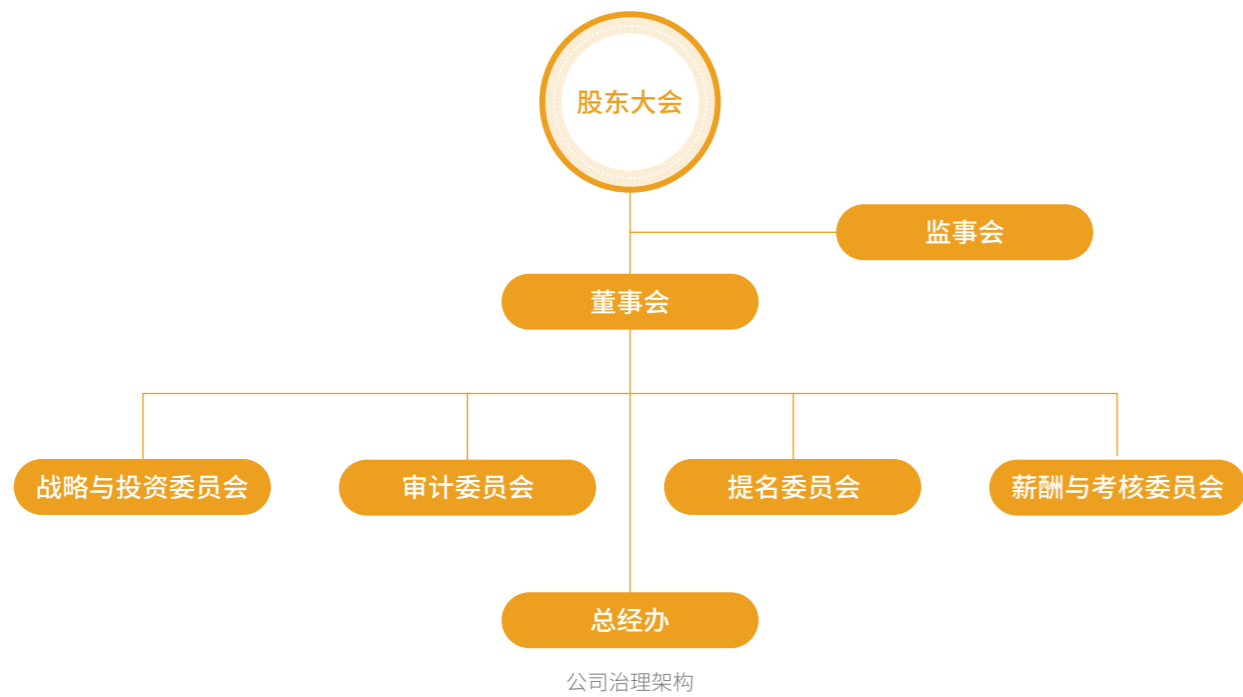 股东大会
监事会
董事会
战略与投资委员会
审计委员会
提名委员会
薪酬与考核委员会
总经办
公司治理架构